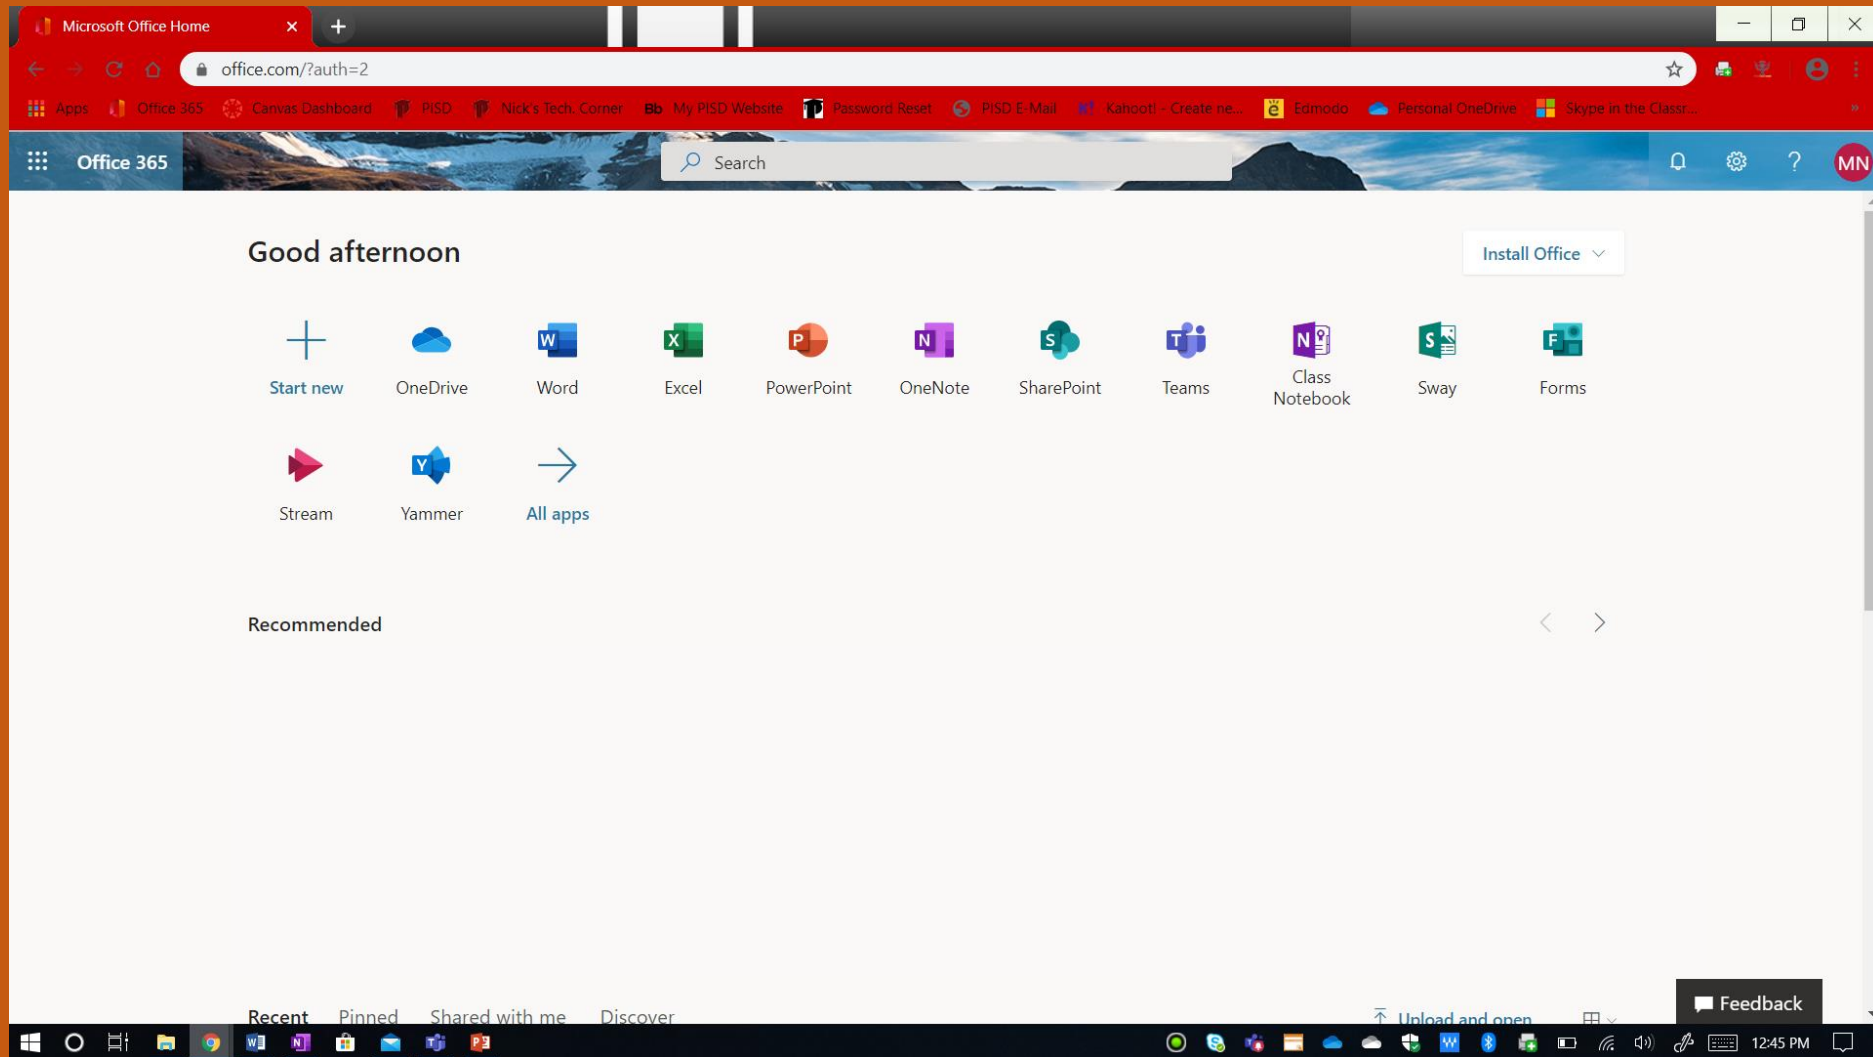 Microsoft Office Home
office.com/?auth=2
Apps Office 365 Canvas Dashboard PISD Nick's Tech. Corner Bb My PISD Website Password Reset PISD E-Mail K! Kahoot! - Create ne... ë Edmodo Personal OneDrive Skype in the Classr... »
Office 365 Search ? MN
Good afternoon
Install Office
Start new OneDrive Word Excel PowerPoint OneNote SharePoint Teams Class Notebook Sway Forms
Stream Yammer All apps
Recommended
Feedback
Recent Pinned Shared with me Discover Upload and open
12:45 PM